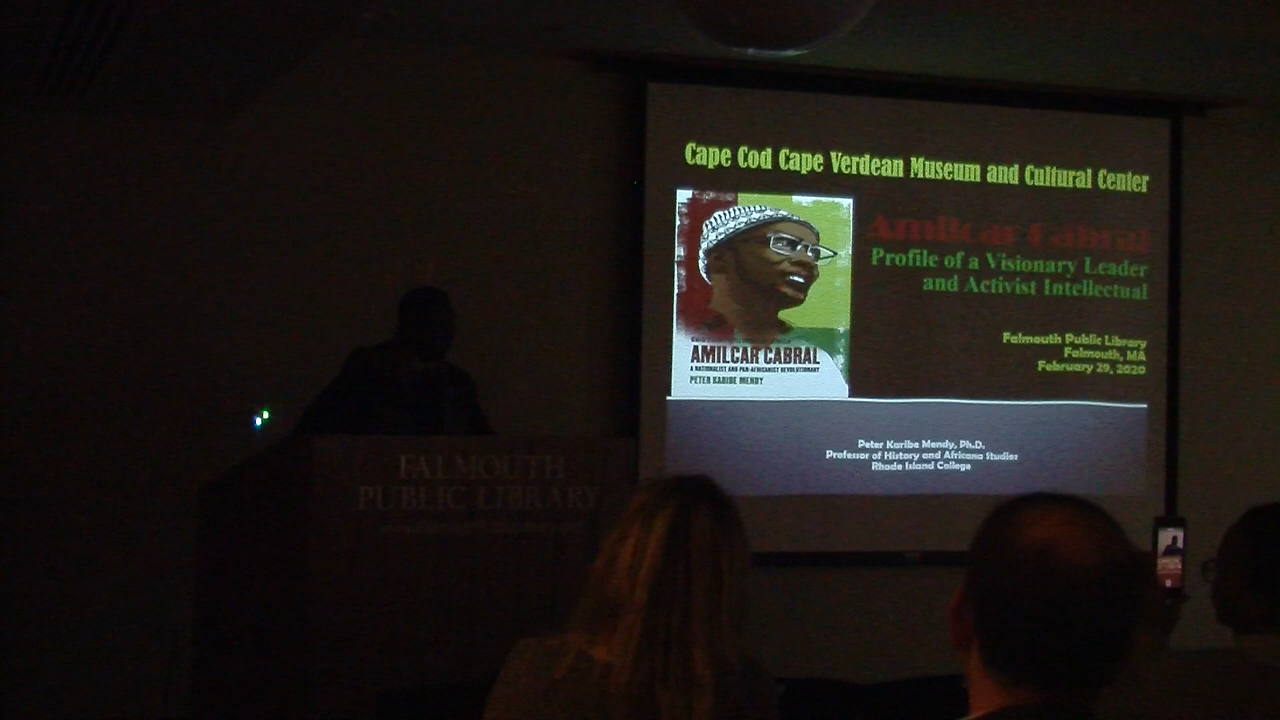 Cape Cod Cape Verdean Museum and Cultural Center
Amilcar Cabral
Profile of a Visionary Leader
and Activist Intellectual
AMILCAR CABRAL
A NATIONALIST AND PAN-AFRICANIST REVOLUTIONARY
PETER KARIBE MENDY
Falmouth Public Library
Falmouth, MA
February 29, 2020
Peter Karibe Mendy, Ph.D.
Professor of History and Africana Studies
Rhode Island College
FALMOUTH
PUBLIC LIBRARY